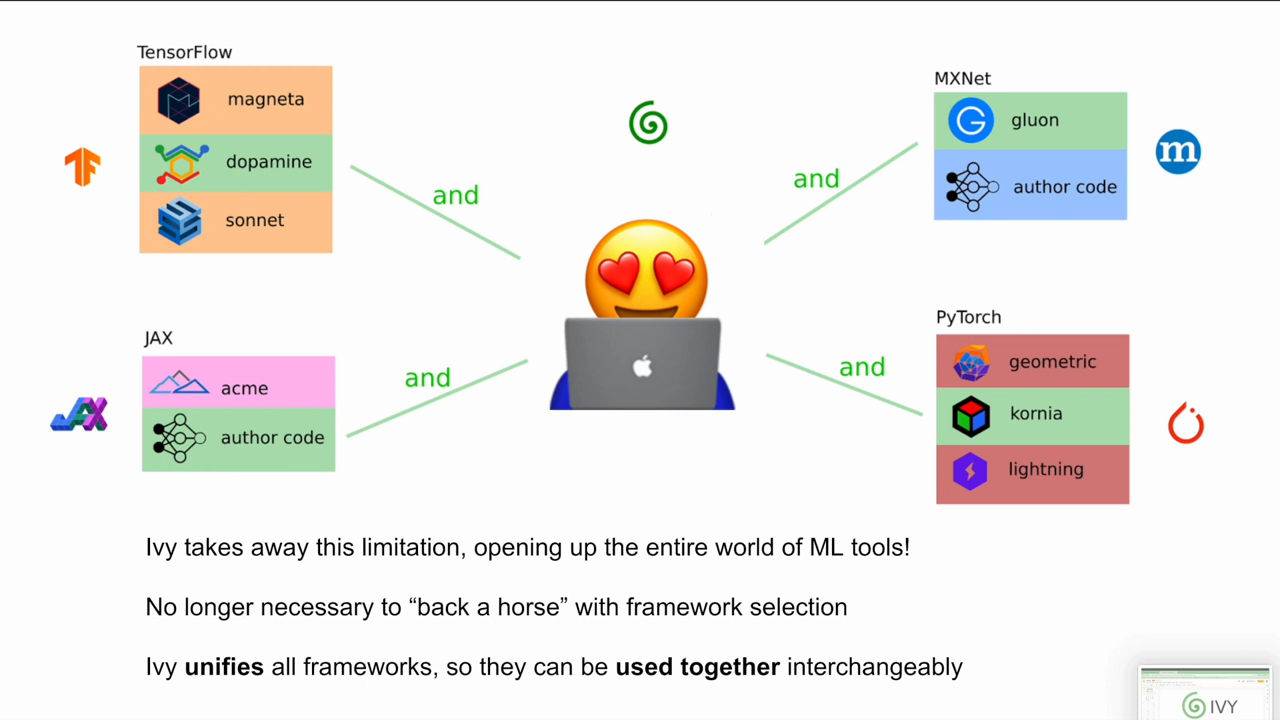 TensorFlow
magneta
dopamine
sonnet
and
MXNet
gluon
author code
and
m
JAX
acme
author code
and
JAX
PyTorch
geometric
kornia
lightning
and
Ivy takes away this limitation, opening up the entire world of ML tools!
No longer necessary to “back a horse” with framework selection
Ivy unifies all frameworks, so they can be used together interchangeably
IVY